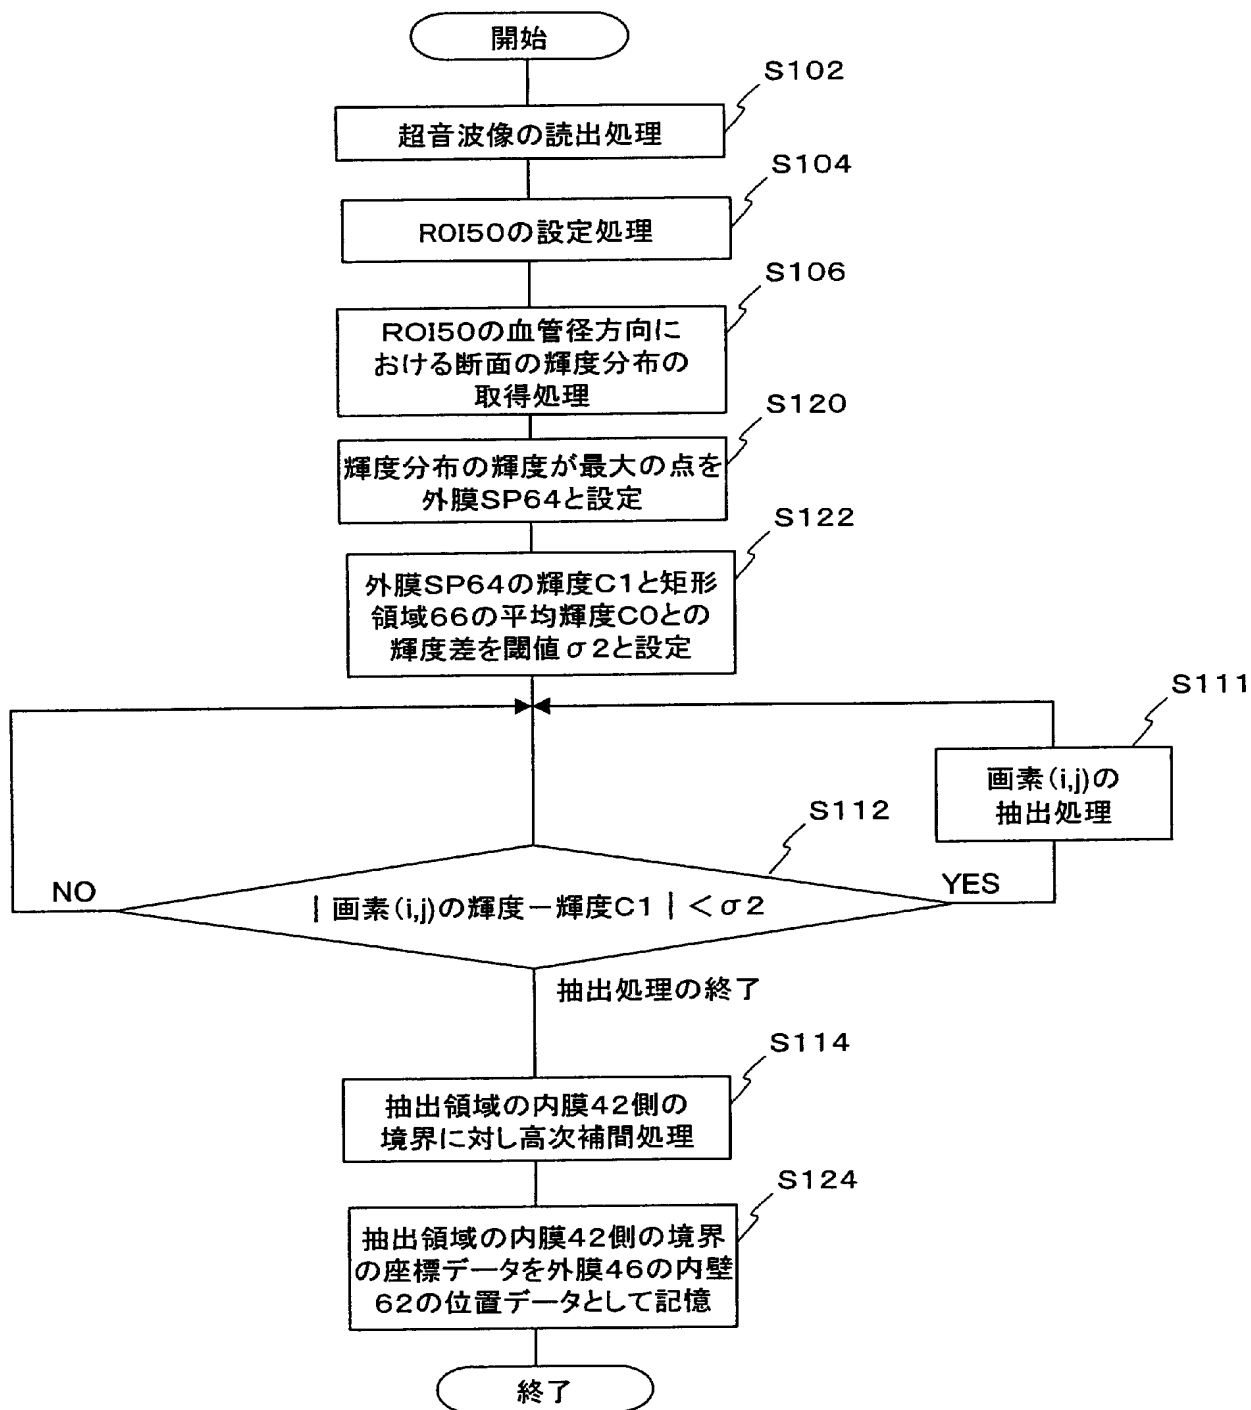 開始
S102
超音波像の読出処理
S104
ROI50の設定処理
S106
ROI50の血管径方向に
おける断面の輝度分布の
取得処理
S120
輝度分布の輝度が最大の点を
外膜SP64と設定
S122
外膜SP64の輝度C1と矩形
領域66の平均輝度C0との
輝度差を閾値σ2と設定
S111
画素(i,j)の
抽出処理
S112
NO
YES
|画素(i,j)の輝度-輝度C1|<σ2
抽出処理の終了
S114
抽出領域の内膜42側の
境界に対し高次補間処理
S124
抽出領域の内膜42側の境界
の座標データを外膜46の内壁
62の位置データとして記憶
終了